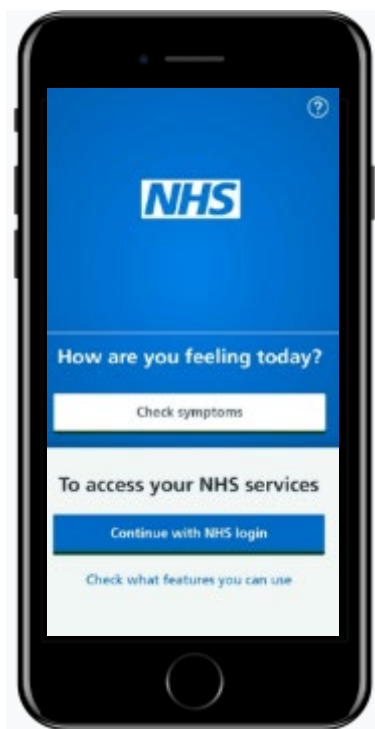 ?
NHS
How are you feeling today?
Check symptoms
To access your NHS services
Continue with NHS login
Check what features you can use